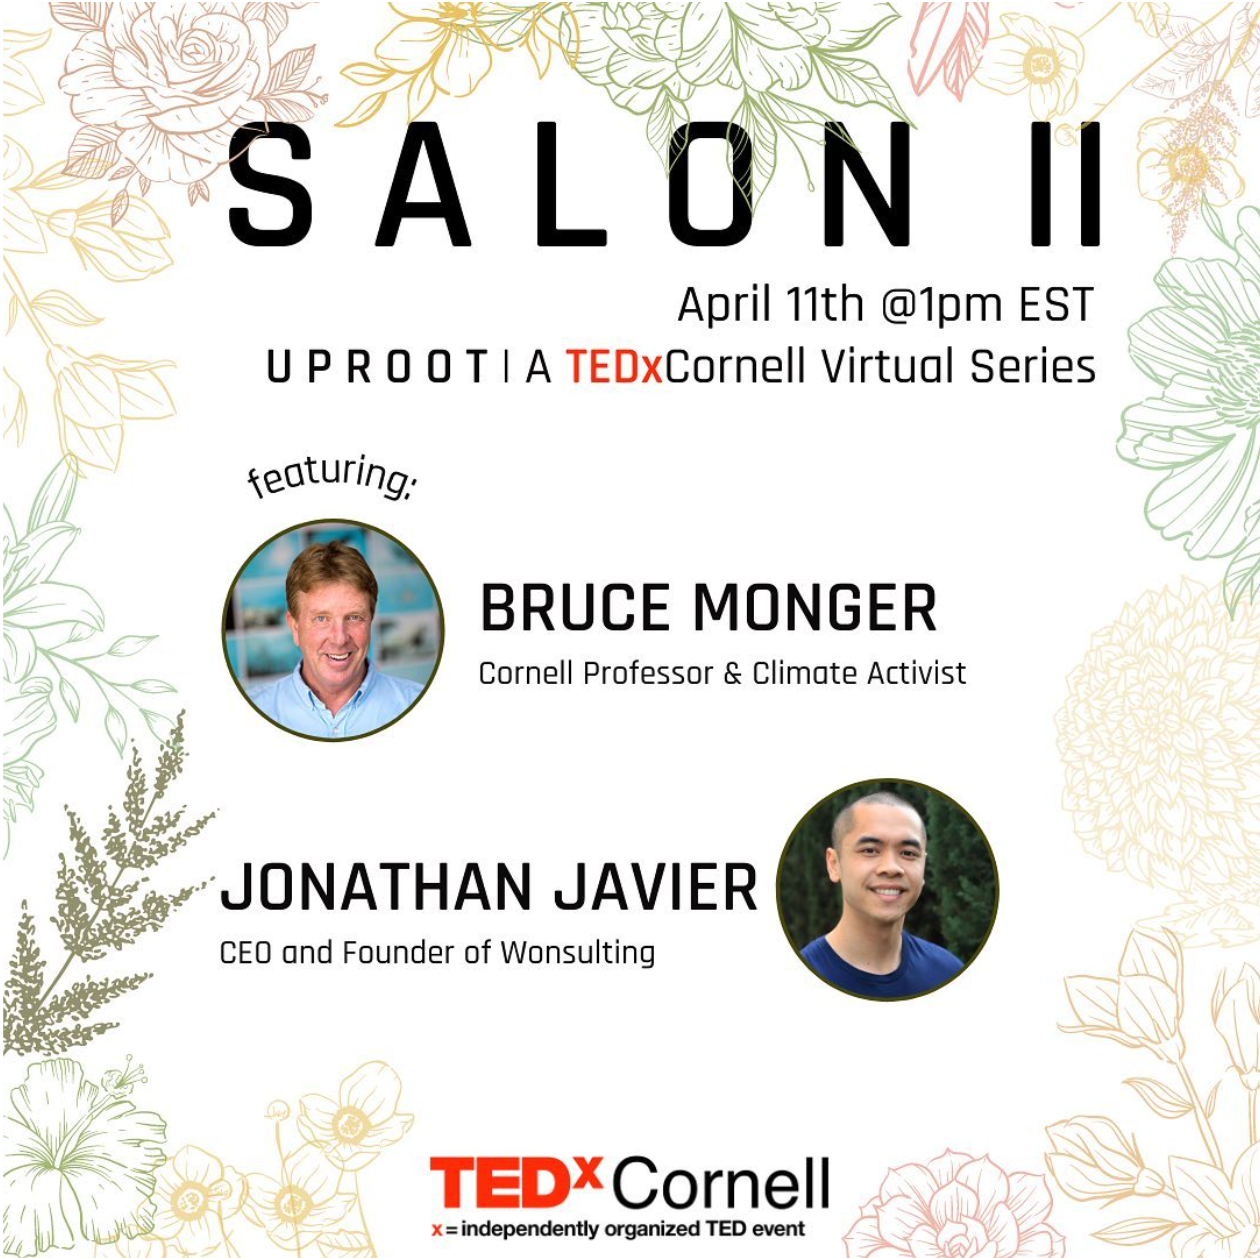 SALON II
April 11th @1pm EST
UPROOT| A TEDxCornell Virtual Series
featuring:
BRUCE MONGER
Cornell Professor & Climate Activist
JONATHAN JAVIER
CEO and Founder of Wonsulting
TEDx Cornell
x = independently organized TED event